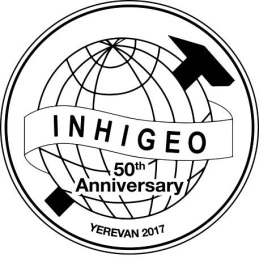 INHIGEO
50th
Anniversary
YEREVAN 2017